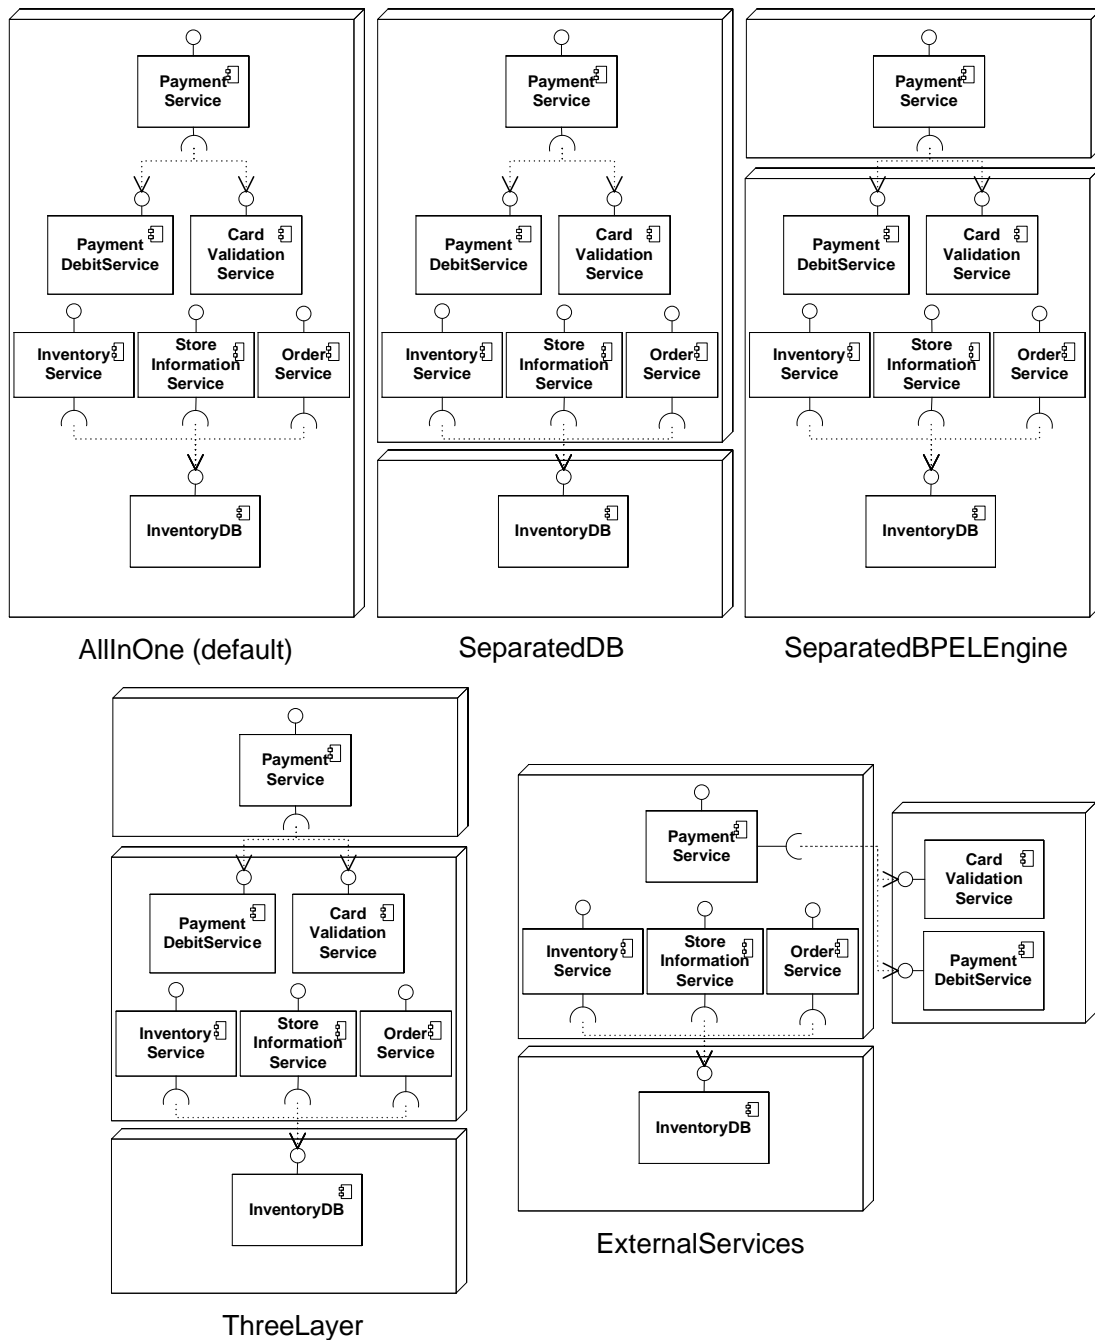 Payment
Service
Payment
DebitService
Card
Validation
Service
Inventory
Service
Store
Information
Service
Order
Service
InventoryDB
AllInOne (default)
Payment
Service
Payment
DebitService
Card
Validation
Service
Inventory
Service
Store
Information
Service
Order
Service
InventoryDB
SeparatedDB
Payment
Service
Payment
DebitService
Card
Validation
Service
Inventory
Service
Store
Information
Service
Order
Service
InventoryDB
SeparatedBPELEngine
Payment
Service
Payment
DebitService
Card
Validation
Service
Inventory
Service
Store
Information
Service
Order
Service
InventoryDB
ThreeLayer
Payment
Service
Card
Validation
Service
Payment
DebitService
Inventory
Service
Store
Information
Service
Order
Service
InventoryDB
ExternalServices